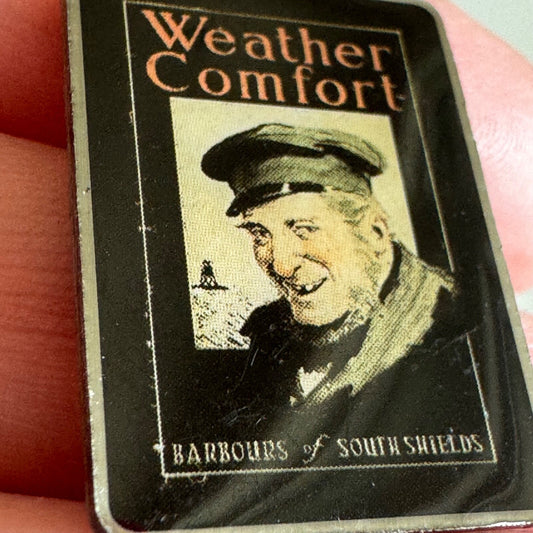 Weather
Comfort
BARBOURS of SOUTH SHIELDS